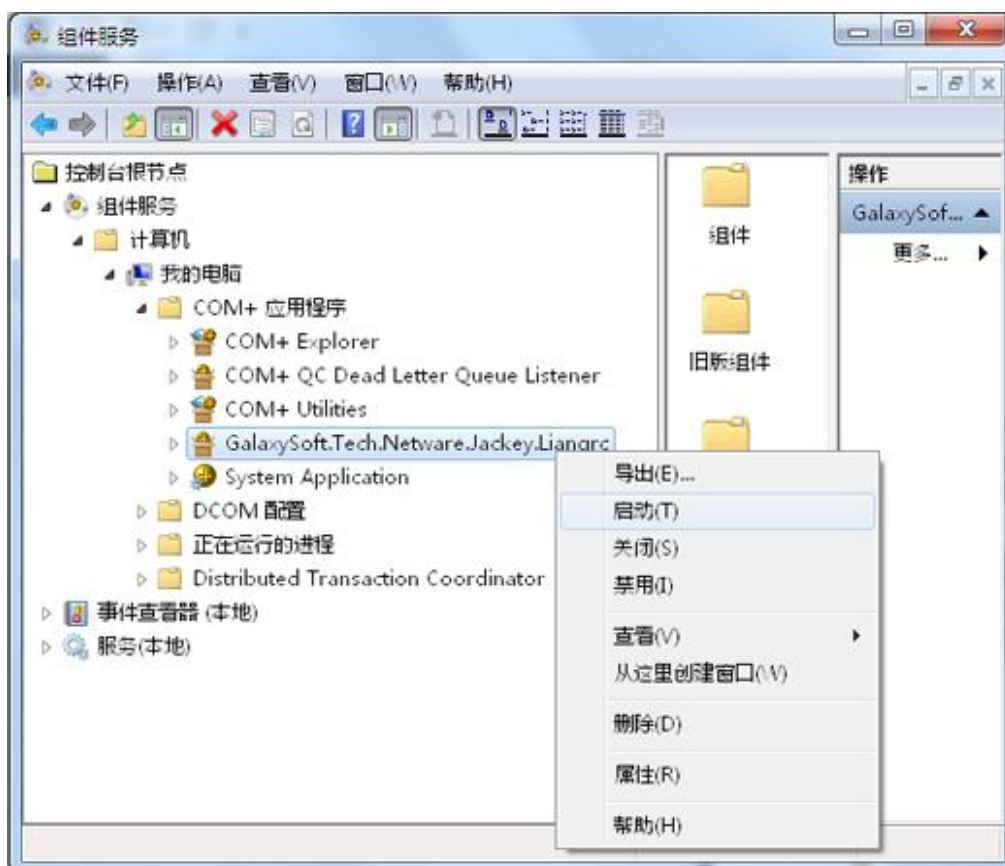 组件服务
文件(F) 操作(A) 查看(V) 窗口(W) 帮助(H)
控制台根节点
组件服务
计算机
我的电脑
COM+ 应用程序
COM+ Explorer
COM+ QC Dead Letter Queue Listener
COM+ Utilities
GalaxySoft.Tech.Netware.Jackey.Liangrc
System Application
DCOM 配置
正在运行的进程
Distributed Transaction Coordinator
事件查看器 (本地)
服务(本地)
组件
旧版组件
操作
GalaxySof...
更多...
导出(E)...
启动(T)
关闭(S)
禁用(I)
查看(V)
从这里创建窗口(W)
删除(D)
属性(R)
帮助(H)